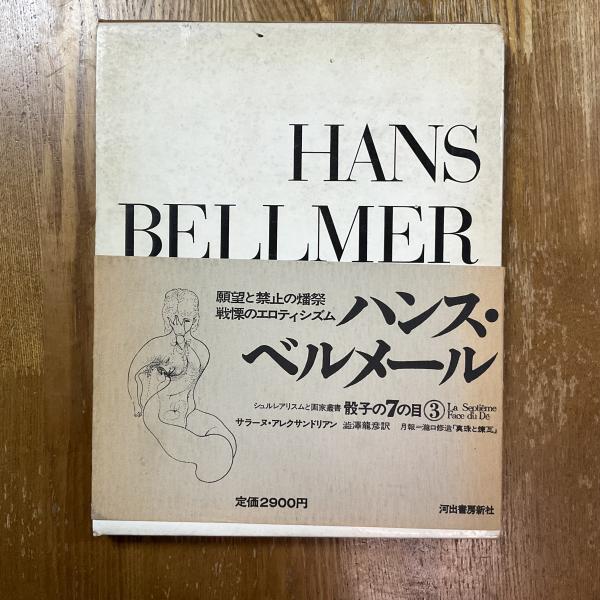 HANS
BELLMER
願望と禁止の燔祭
戦慄のエロティシズム
ハンス・
ベルメール
シュルレアリスムと画家叢書 骰子の7の目③ La Septième
Face du Dé
サラーヌ・アレクサンドリアン 澁澤龍彦訳 月報=瀧口修造「真珠と煉瓦」
定価2900円
河出書房新社